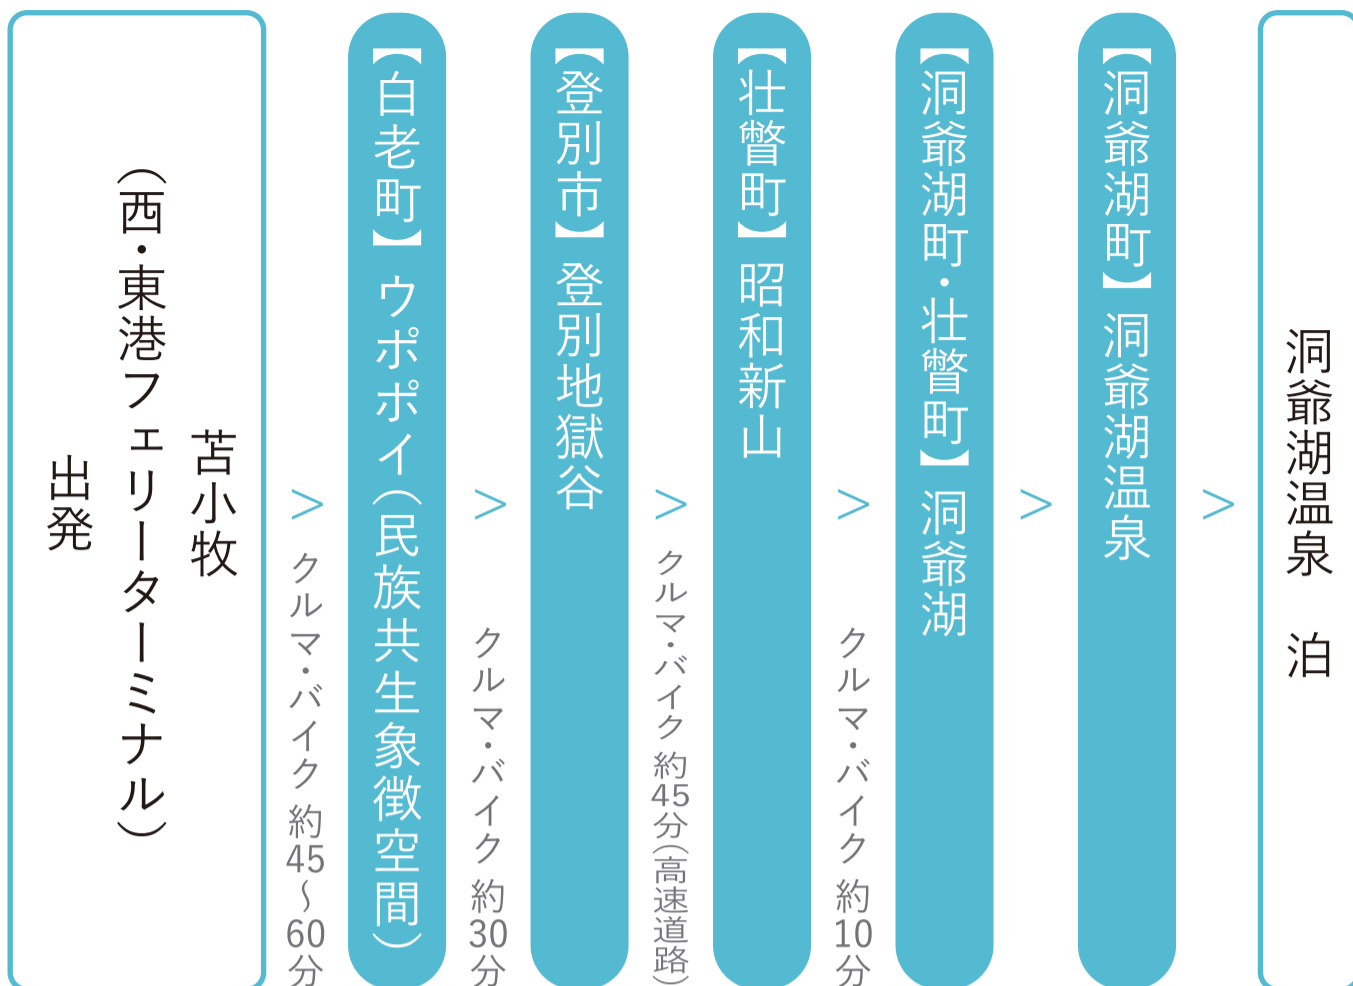 苫小牧
（西・東港フェリーターミナル）
出発
>
クルマ・バイク 約45〜60分
【白老町】ウポポイ（民族共生象徴空間）
>
クルマ・バイク 約30分
【登別市】登別地獄谷
>
クルマ・バイク 約45分（高速道路）
【壮瞥町】昭和新山
>
クルマ・バイク 約10分
【洞爺湖町・壮瞥町】洞爺湖
>
【洞爺湖町】洞爺湖温泉
>
洞爺湖温泉　泊